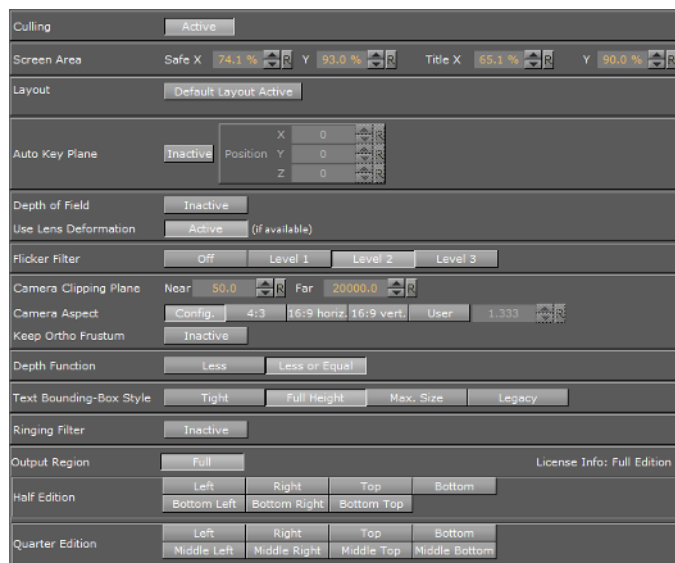 Culling Active
Screen Area Safe X 74.1 % R Y 93.0 % R Title X 65.1 % R Y 90.0 % R
Layout Default Layout Active
X 0 R
Auto Key Plane Inactive Position Y 0 R
Z 0 R
Depth of Field Inactive
Use Lens Deformation Active (if available)
Flicker Filter Off Level 1 Level 2 Level 3
Camera Clipping Plane Near 50.0 R Far 20000.0 R
Camera Aspect Config. 4:3 16:9 horiz. 16:9 vert. User 1.333 R
Keep Ortho Frustum Inactive
Depth Function Less Less or Equal
Text Bounding-Box Style Tight Full Height Max. Size Legacy
Ringing Filter Inactive
Output Region Full License Info: Full Edition
Left Right Top Bottom
Half Edition
Bottom Left Bottom Right Bottom Top
Left Right Top Bottom
Quarter Edition
Middle Left Middle Right Middle Top Middle Bottom